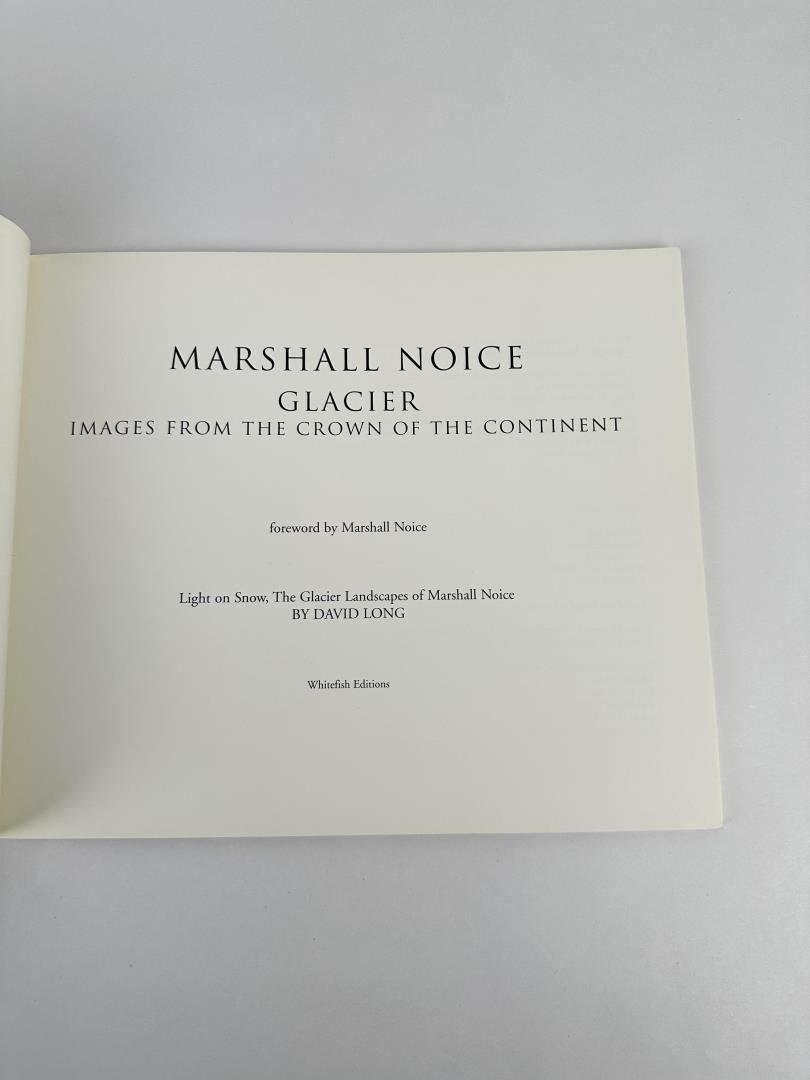 MARSHALL NOICE
GLACIER
IMAGES FROM THE CROWN OF THE CONTINENT
foreword by Marshall Noice
Light on Snow, The Glacier Landscapes of Marshall Noice
BY DAVID LONG
Whitefish Editions